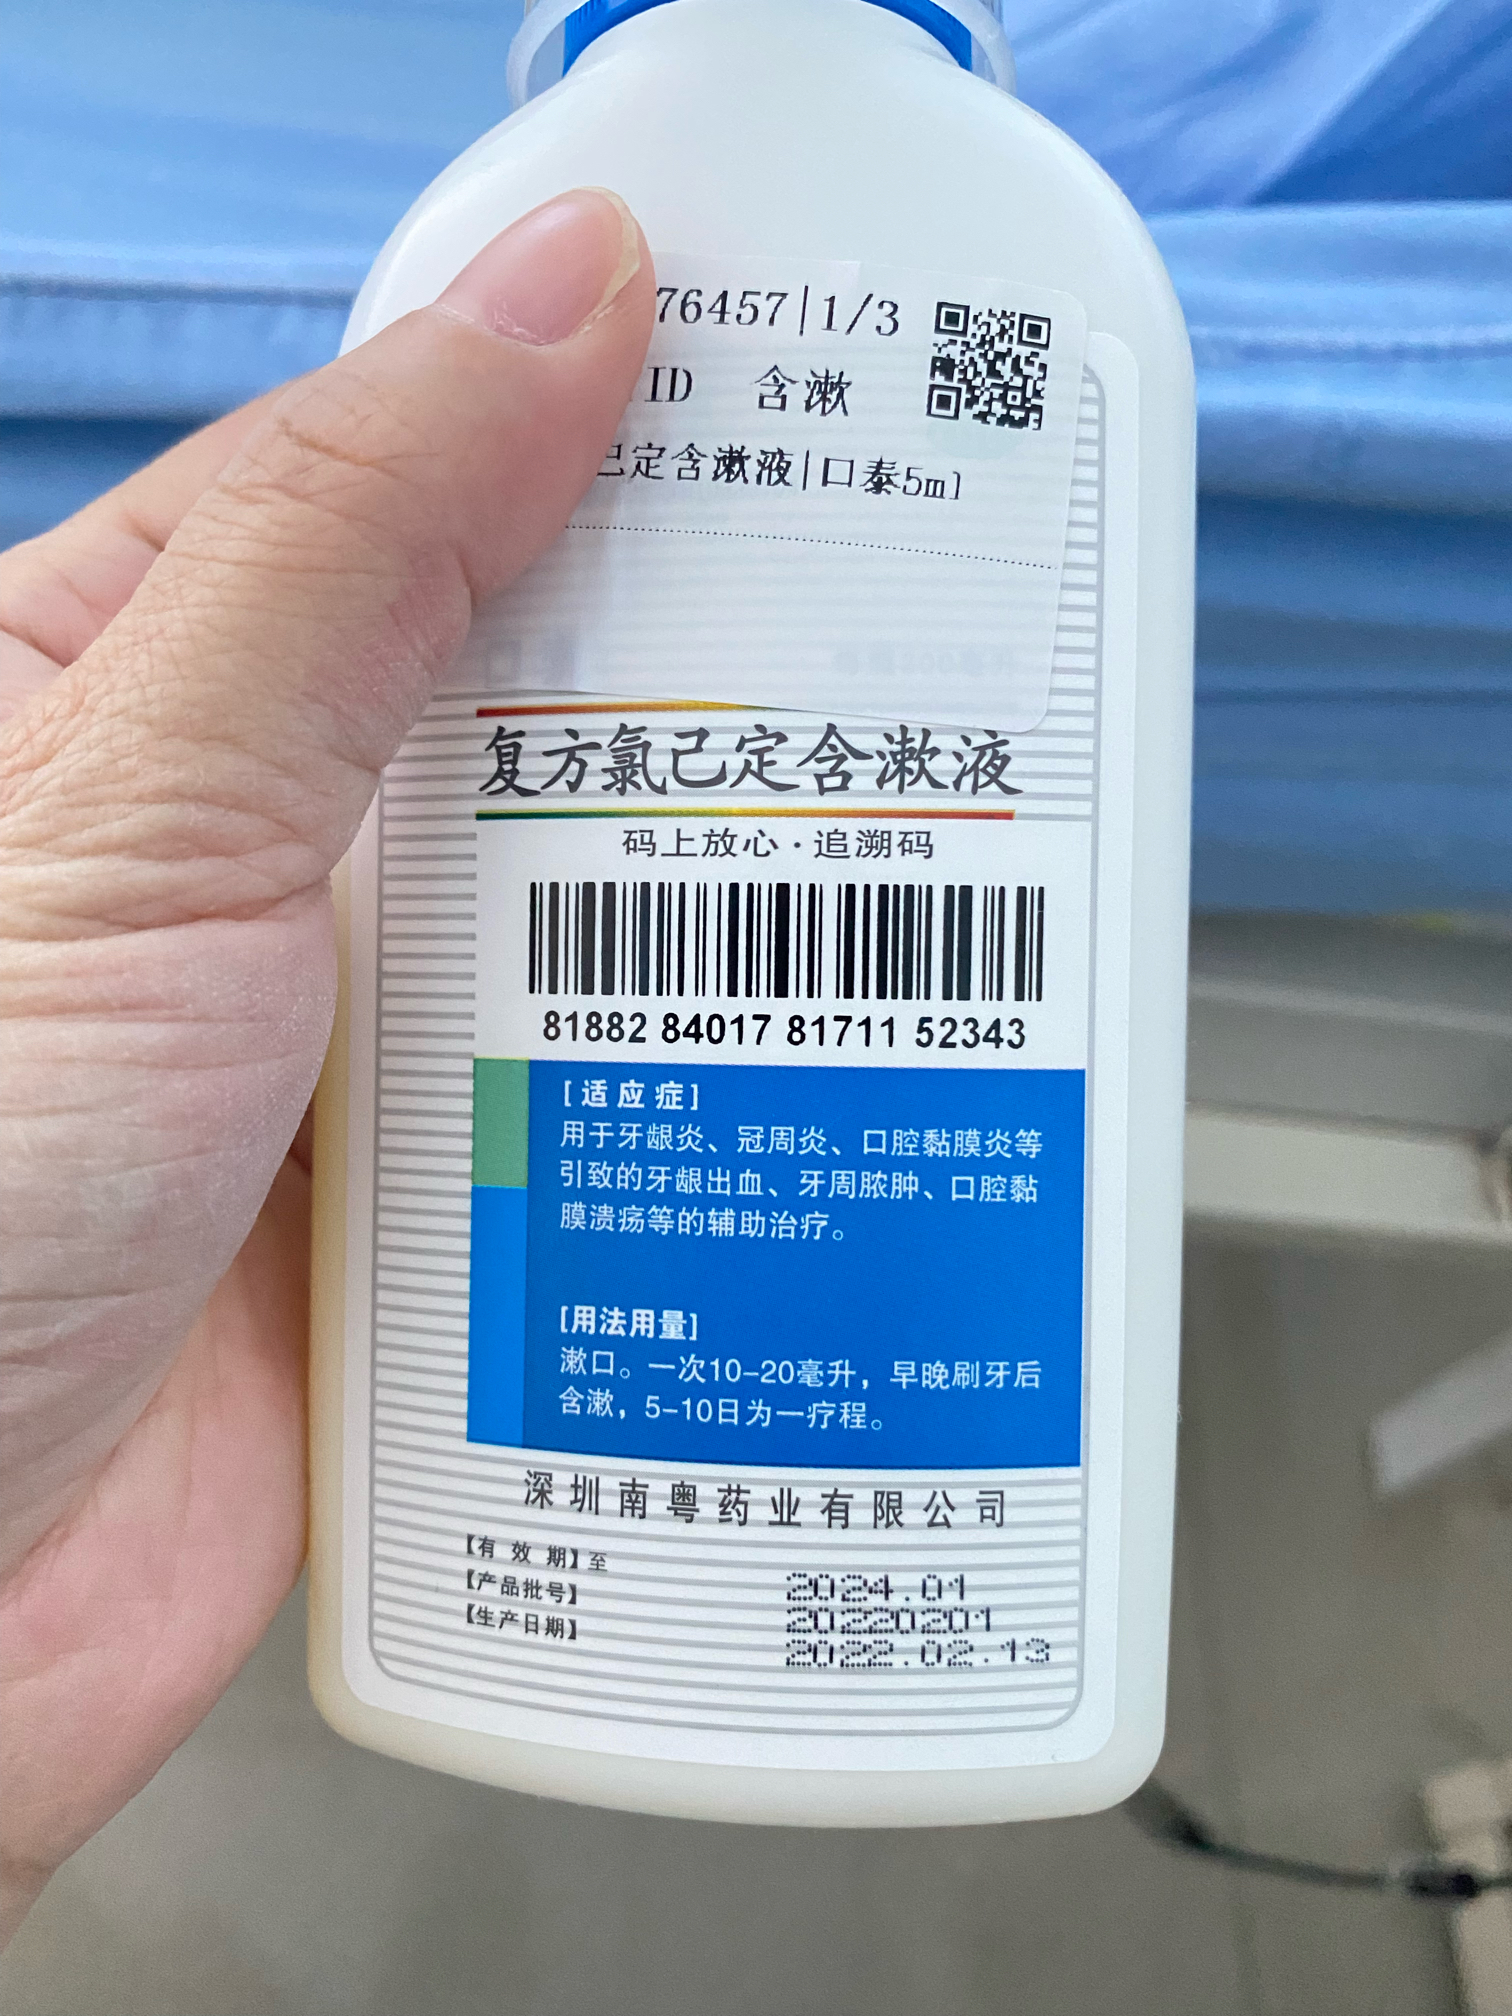 76457|1/3
ID 含漱
己定含漱液|口泰5ml
复方氯己定含漱液
码上放心·追溯码
81882 84017 81711 52343
[适应症]
用于牙龈炎、冠周炎、口腔黏膜炎等
引致的牙龈出血、牙周脓肿、口腔黏
膜溃疡等的辅助治疗。
[用法用量]
漱口。一次10-20毫升，早晚刷牙后
含漱，5-10日为一疗程。
深圳南粤药业有限公司
【有效期】至 2024.01
【产品批号】 20220201
【生产日期】 2022.02.13